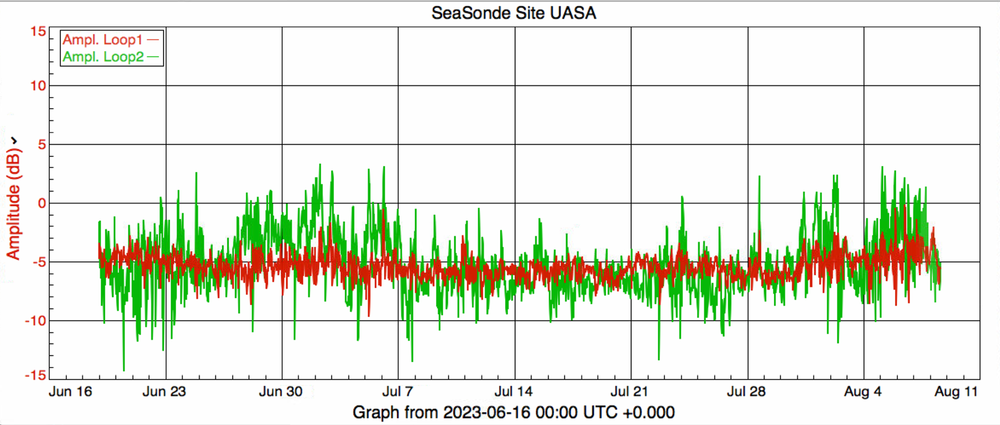 SeaSonde Site UASA
15
Ampl. Loop1
Ampl. Loop2
10
5
0
-5
-10
-15
Amplitude (dB)
Jun 16 Jun 23 Jun 30 Jul 7 Jul 14 Jul 21 Jul 28 Aug 4 Aug 11
Graph from 2023-06-16 00:00 UTC +0.000